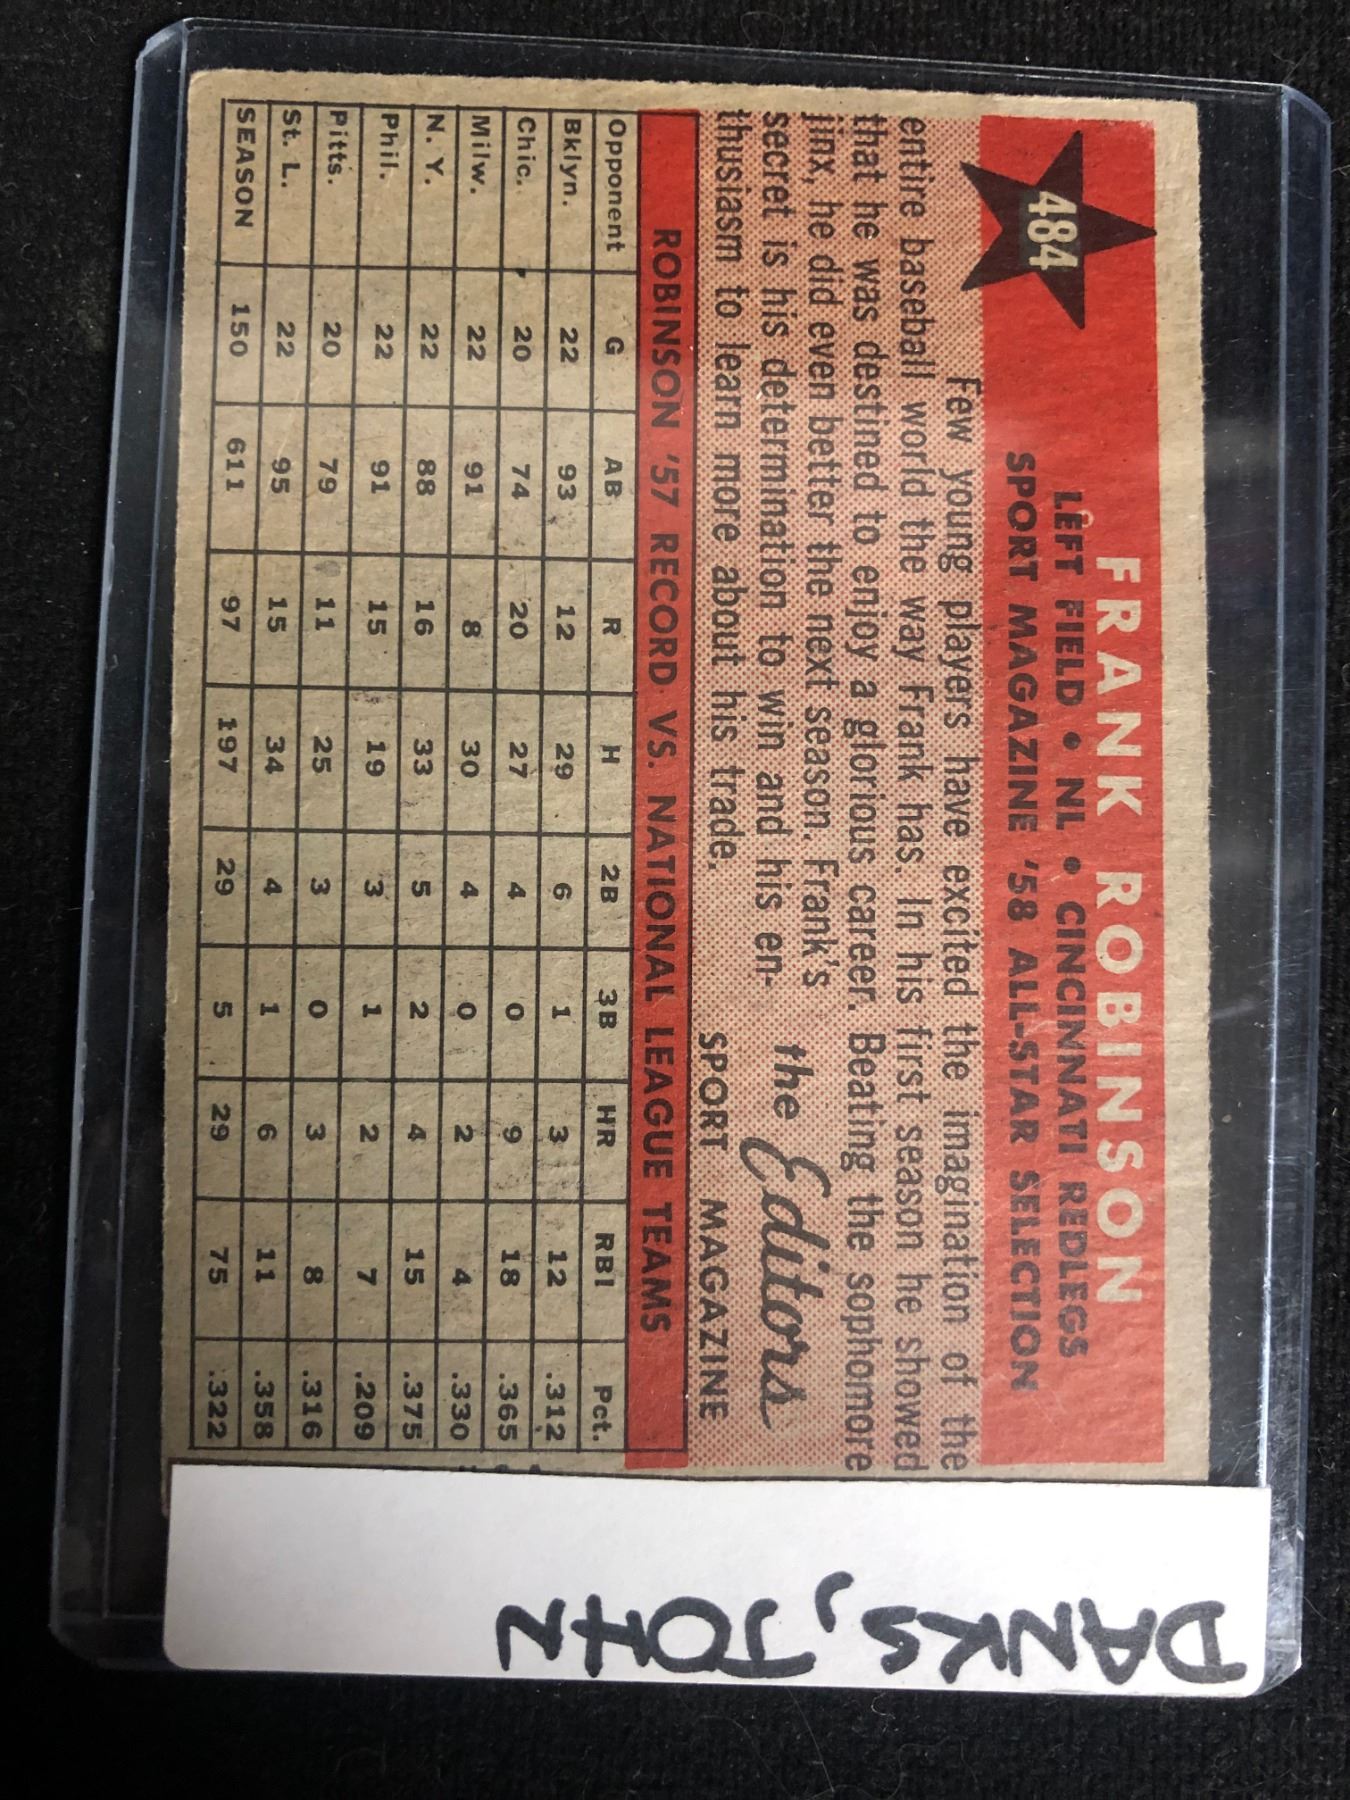 484
FRANK ROBINSON
LEFT FIELD • NL • CINCINNATI REDLEGS
SPORT MAGAZINE '58 ALL-STAR SELECTION
Few young players have excited the imagination of the
entire baseball world the way Frank has. In his first season he showed
that he was destined to enjoy a glorious career. Beating the sophomore
jinx, he did even better the next season. Frank's
secret is his determination to win and his en-
thusiasm to learn more about his trade.
the Editors
SPORT MAGAZINE
ROBINSON '57 RECORD VS. NATIONAL LEAGUE TEAMS
Opponent G AB R H 2B 3B HR RBI Pct.
Bklyn. 22 93 12 29 6 1 3 12 .312
Chic. 20 74 20 27 4 0 9 18 .365
Milw. 22 91 8 30 4 0 2 4 .330
N. Y. 22 88 16 33 5 2 4 15 .375
Phil. 22 91 15 19 3 1 2 7 .209
Pitts. 20 79 11 25 3 0 3 8 .316
St. L. 22 95 15 34 4 1 6 11 .358
SEASON 150 611 97 197 29 5 29 75 .322
DANKS, JOHN